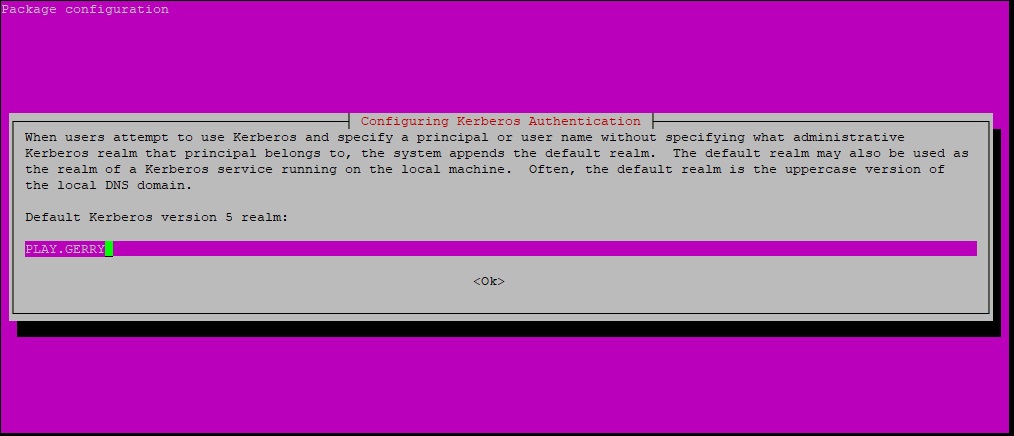 Package configuration
Configuring Kerberos Authentication
When users attempt to use Kerberos and specify a principal or user name without specifying what administrative
Kerberos realm that principal belongs to, the system appends the default realm.  The default realm may also be used as
the realm of a Kerberos service running on the local machine.  Often, the default realm is the uppercase version of
the local DNS domain.
Default Kerberos version 5 realm:
PLAY.GERRY
<Ok>